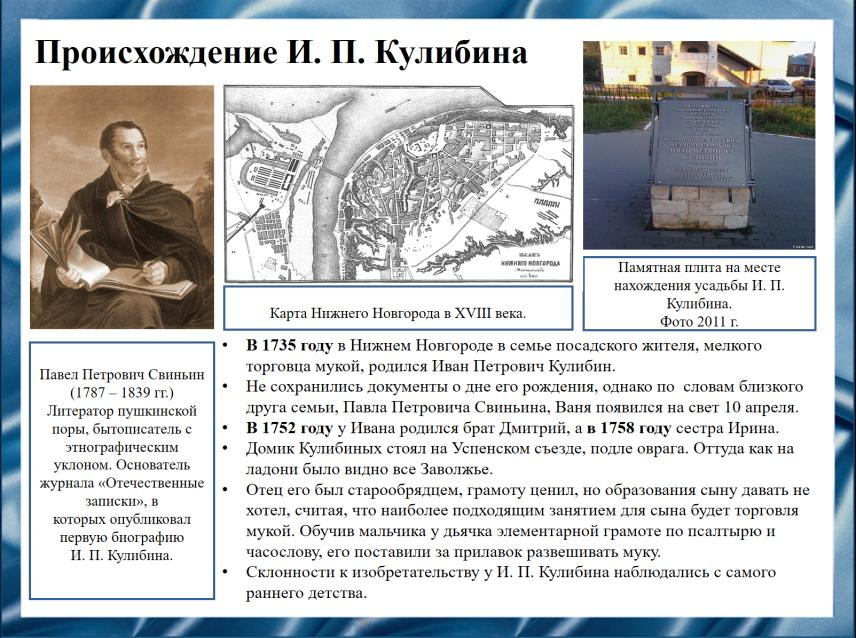 Происхождение И. П. Кулибина
ПЛАНЪ
НИЖНЯГО НОВГОРОДА
Памятная плита на месте
нахождения усадьбы И. П.
Кулибина.
Фото 2011 г.
Карта Нижнего Новгорода в XVIII века.
Павел Петрович Свиньин
(1787 – 1839 гг.)
Литератор пушкинской
поры, бытописатель с
этнографическим
уклоном. Основатель
журнала «Отечественные
записки», в
которых опубликовал
первую биографию
И. П. Кулибина.
• В 1735 году в Нижнем Новгороде в семье посадского жителя, мелкого
торговца мукой, родился Иван Петрович Кулибин.
• Не сохранились документы о дне его рождения, однако по словам близкого
друга семьи, Павла Петровича Свиньина, Ваня появился на свет 10 апреля.
• В 1752 году у Ивана родился брат Дмитрий, а в 1758 году сестра Ирина.
• Домик Кулибиных стоял на Успенском съезде, подле оврага. Оттуда как на
ладони было видно все Заволжье.
• Отец его был старообрядцем, грамоту ценил, но образования сыну давать не
хотел, считая, что наиболее подходящим занятием для сына будет торговля
мукой. Обучив мальчика у дьячка элементарной грамоте по псалтырю и
часослову, его поставили за прилавок развешивать муку.
• Склонности к изобретательству у И. П. Кулибина наблюдались с самого
раннего детства.